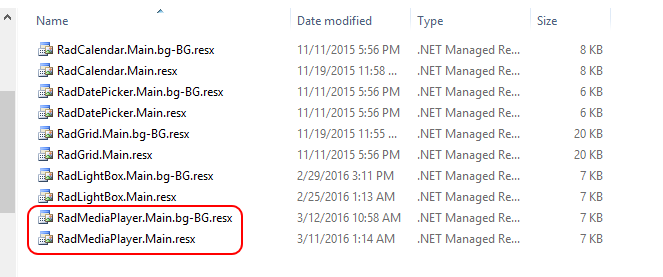 Name Date modified Type Size
RadCalendar.Main.bg-BG.resx 11/11/2015 5:56 PM .NET Managed Re... 8 KB
RadCalendar.Main.resx 11/19/2015 11:58 ... .NET Managed Re... 8 KB
RadDatePicker.Main.bg-BG.resx 11/11/2015 5:56 PM .NET Managed Re... 6 KB
RadDatePicker.Main.resx 11/11/2015 5:56 PM .NET Managed Re... 6 KB
RadGrid.Main.bg-BG.resx 11/19/2015 11:55 ... .NET Managed Re... 20 KB
RadGrid.Main.resx 11/11/2015 5:56 PM .NET Managed Re... 20 KB
RadLightBox.Main.bg-BG.resx 2/29/2016 3:11 PM .NET Managed Re... 7 KB
RadLightBox.Main.resx 2/25/2016 1:13 AM .NET Managed Re... 7 KB
RadMediaPlayer.Main.bg-BG.resx 3/12/2016 10:58 AM .NET Managed Re... 7 KB
RadMediaPlayer.Main.resx 3/11/2016 1:14 AM .NET Managed Re... 7 KB